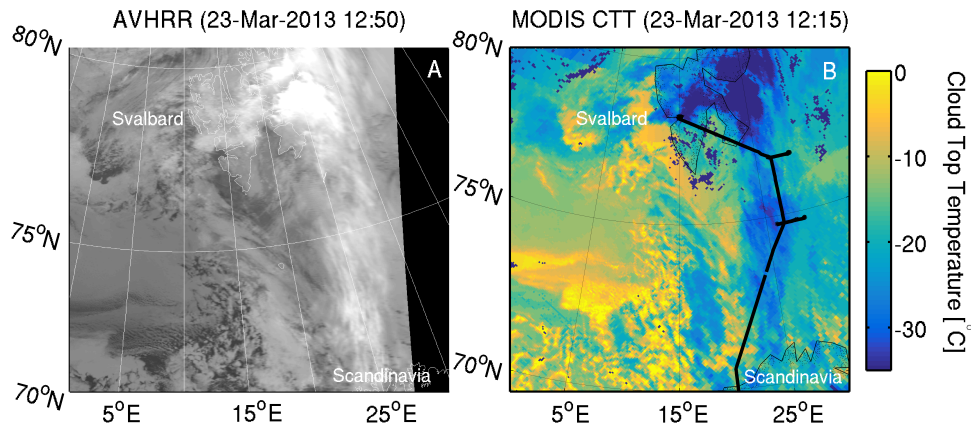 AVHRR (23-Mar-2013 12:50)
A
Svalbard
Scandinavia
80°N
75°N
70°N
5°E
15°E
25°E
MODIS CTT (23-Mar-2013 12:15)
B
Svalbard
Scandinavia
80°N
75°N
70°N
5°E
15°E
25°E
0
-10
-20
-30
Cloud Top Temperature [°C]